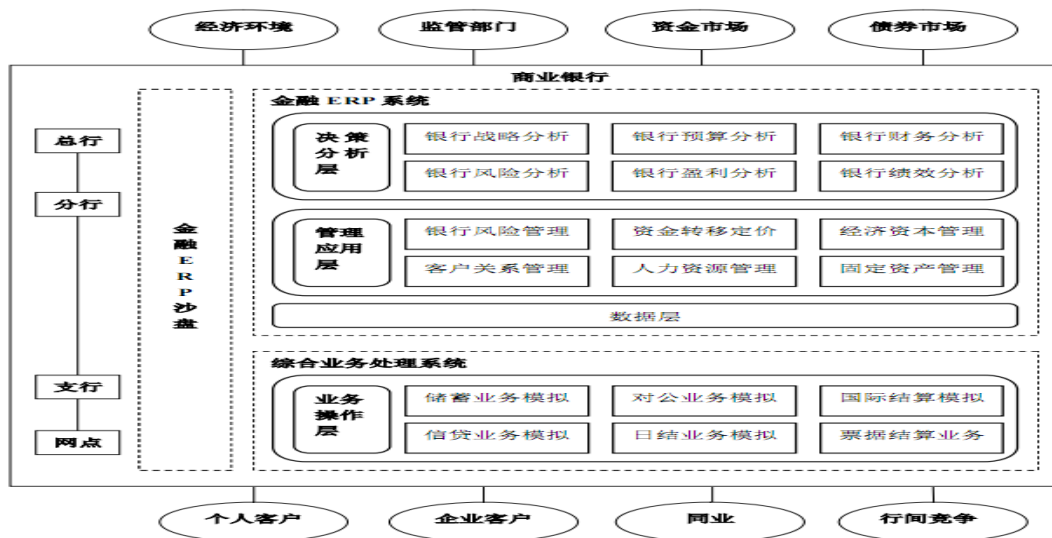 经济环境
监管部门
资金市场
债券市场
商业银行
总行
分行
支行
网点
金融ERP沙盘
金融 ERP 系统
决策
分析
层
银行战略分析
银行预算分析
银行财务分析
银行风险分析
银行盈利分析
银行绩效分析
管理
应用
层
银行风险管理
资金转移定价
经济资本管理
客户关系管理
人力资源管理
固定资产管理
数据层
综合业务处理系统
业务
操作
层
储蓄业务模拟
对公业务模拟
国际结算模拟
信贷业务模拟
日结业务模拟
票据结算业务
个人客户
企业客户
同业
行间竞争